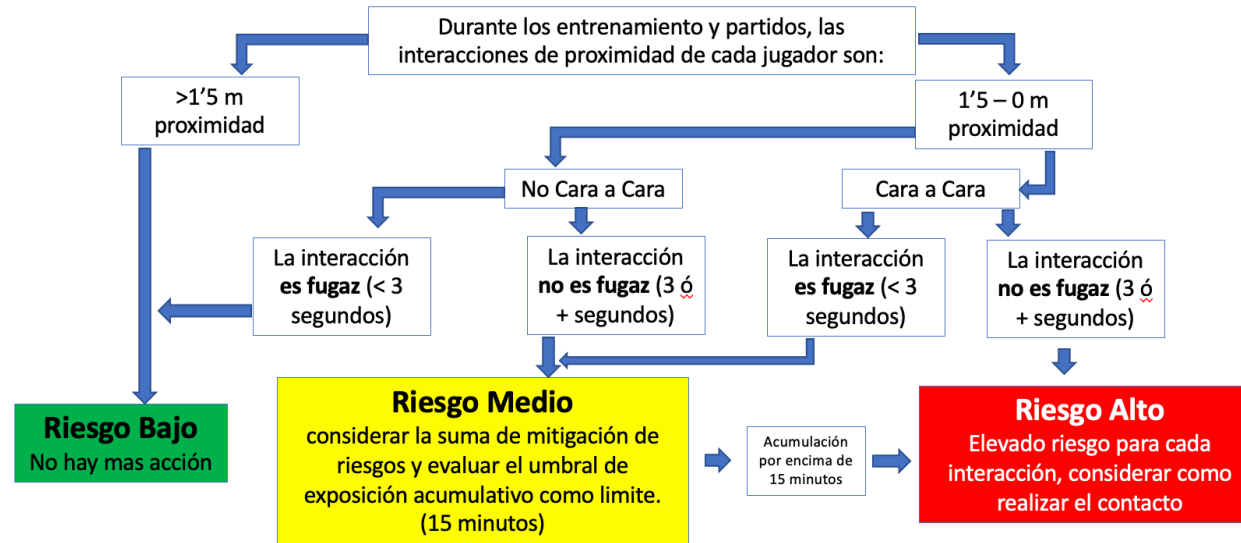 Durante los entrenamiento y partidos, las
interacciones de proximidad de cada jugador son:
>1'5 m
proximidad
1'5 – 0 m
proximidad
No Cara a Cara
Cara a Cara
La interacción
es fugaz (< 3
segundos)
La interacción
no es fugaz (3 ó
+ segundos)
La interacción
es fugaz (< 3
segundos)
La interacción
no es fugaz (3 ó
+ segundos)
Riesgo Bajo
No hay mas acción
Riesgo Medio
considerar la suma de mitigación de
riesgos y evaluar el umbral de
exposición acumulativo como limite.
(15 minutos)
Acumulación
por encima de
15 minutos
Riesgo Alto
Elevado riesgo para cada
interacción, considerar como
realizar el contacto